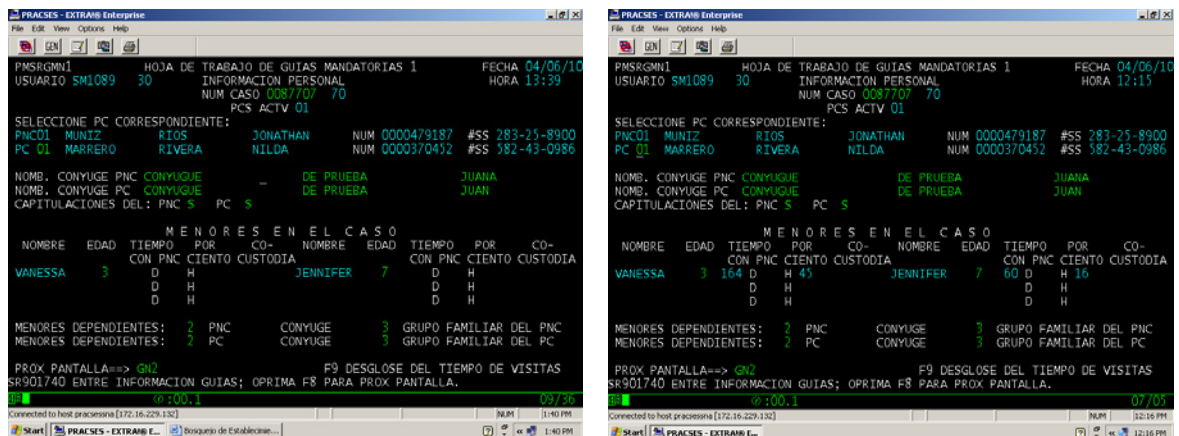 PRACSES - EXTRA!® Enterprise
File Edit View Options Help
PMSRGMN1 HOJA DE TRABAJO DE GUIAS MANDATORIAS 1 FECHA 04/06/10
USUARIO SM1089 30 INFORMACION PERSONAL HORA 13:39
NUM CASO 0087707 70
PCS ACTV 01
SELECCIONE PC CORRESPONDIENTE:
PNC01 MUNIZ RIOS JONATHAN NUM 0000479187 #SS 283-25-8900
PC 01 MARRERO RIVERA NILDA NUM 0000370452 #SS 582-43-0986
NOMB. CONYUGE PNC CONYUGUE _ DE PRUEBA JUANA
NOMB. CONYUGE PC CONYUGUE DE PRUEBA JUAN
CAPITULACIONES DEL: PNC S PC S
M E N O R E S E N E L C A S O
NOMBRE EDAD TIEMPO POR CO- NOMBRE EDAD TIEMPO POR CO-
CON PNC CIENTO CUSTODIA CON PNC CIENTO CUSTODIA
VANESSA 3 D H JENNIFER 7 D H
D H D H
D H D H
MENORES DEPENDIENTES: 2 PNC CONYUGE 3 GRUPO FAMILIAR DEL PNC
MENORES DEPENDIENTES: 2 PC CONYUGE 3 GRUPO FAMILIAR DEL PC
PROX PANTALLA==> GN2 F9 DESGLOSE DEL TIEMPO DE VISITAS
SR901740 ENTRE INFORMACION GUIAS; OPRIMA F8 PARA PROX PANTALLA.
:00.1 09/36
Connected to host pracsessna [172.16.229.132] NUM 1:40 PM
Start PRACSES - EXTRA!® E... Bosquejo de Establecimie... 1:40 PM
PRACSES - EXTRA!® Enterprise
File Edit View Options Help
PMSRGMN1 HOJA DE TRABAJO DE GUIAS MANDATORIAS 1 FECHA 04/06/10
USUARIO SM1089 30 INFORMACION PERSONAL HORA 12:15
NUM CASO 0087707 70
PCS ACTV 01
SELECCIONE PC CORRESPONDIENTE:
PNC01 MUNIZ RIOS JONATHAN NUM 0000479187 #SS 283-25-8900
PC 01 MARRERO RIVERA NILDA NUM 0000370452 #SS 582-43-0986
NOMB. CONYUGE PNC CONYUGUE DE PRUEBA JUANA
NOMB. CONYUGE PC CONYUGUE DE PRUEBA JUAN
CAPITULACIONES DEL: PNC S PC S
M E N O R E S E N E L C A S O
NOMBRE EDAD TIEMPO POR CO- NOMBRE EDAD TIEMPO POR CO-
CON PNC CIENTO CUSTODIA CON PNC CIENTO CUSTODIA
VANESSA 3 164 D H 45 JENNIFER 7 60 D H 16
D H D H
D H D H
MENORES DEPENDIENTES: 2 PNC CONYUGE 3 GRUPO FAMILIAR DEL PNC
MENORES DEPENDIENTES: 2 PC CONYUGE 3 GRUPO FAMILIAR DEL PC
PROX PANTALLA==> GN2 F9 DESGLOSE DEL TIEMPO DE VISITAS
SR901740 ENTRE INFORMACION GUIAS; OPRIMA F8 PARA PROX PANTALLA.
:00.1 07/05
Connected to host pracsessna [172.16.229.132] NUM 12:16 PM
Start PRACSES - EXTRA!® E... 12:16 PM